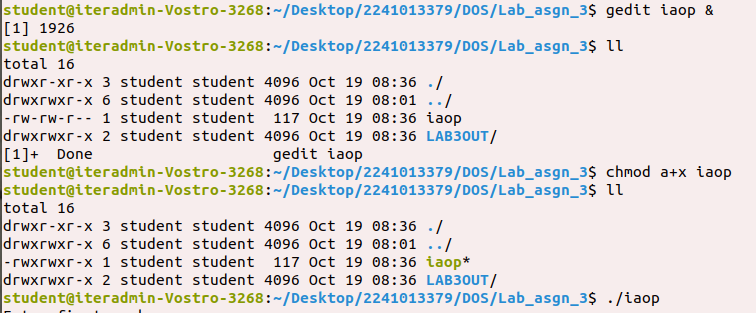 student@iteradmin-Vostro-3268:~/Desktop/2241013379/DOS/Lab_asgn_3$ gedit iaop &
[1] 1926
student@iteradmin-Vostro-3268:~/Desktop/2241013379/DOS/Lab_asgn_3$ ll
total 16
drwxr-xr-x 3 student student 4096 Oct 19 08:36 ./
drwxrwxr-x 6 student student 4096 Oct 19 08:01 ../
-rw-rw-r-- 1 student student  117 Oct 19 08:36 iaop
drwxrwxr-x 2 student student 4096 Oct 19 08:36 LAB3OUT/
[1]+  Done                    gedit iaop
student@iteradmin-Vostro-3268:~/Desktop/2241013379/DOS/Lab_asgn_3$ chmod a+x iaop
student@iteradmin-Vostro-3268:~/Desktop/2241013379/DOS/Lab_asgn_3$ ll
total 16
drwxr-xr-x 3 student student 4096 Oct 19 08:36 ./
drwxrwxr-x 6 student student 4096 Oct 19 08:01 ../
-rwxrwxr-x 1 student student  117 Oct 19 08:36 iaop*
drwxrwxr-x 2 student student 4096 Oct 19 08:36 LAB3OUT/
student@iteradmin-Vostro-3268:~/Desktop/2241013379/DOS/Lab_asgn_3$ ./iaop